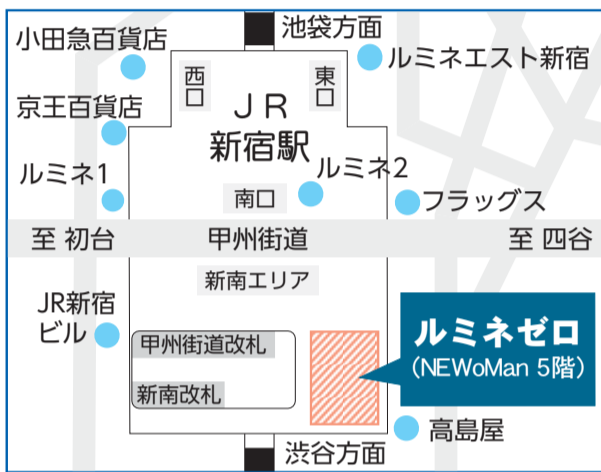 池袋方面
小田急百貨店
ルミネエスト新宿
西口
東口
京王百貨店
JR
新宿駅
ルミネ1
ルミネ2
南口
フラッグス
至 初台
甲州街道
至 四谷
新南エリア
JR新宿
ビル
甲州街道改札
新南改札
ルミネゼロ
(NEWoMan 5階)
高島屋
渋谷方面